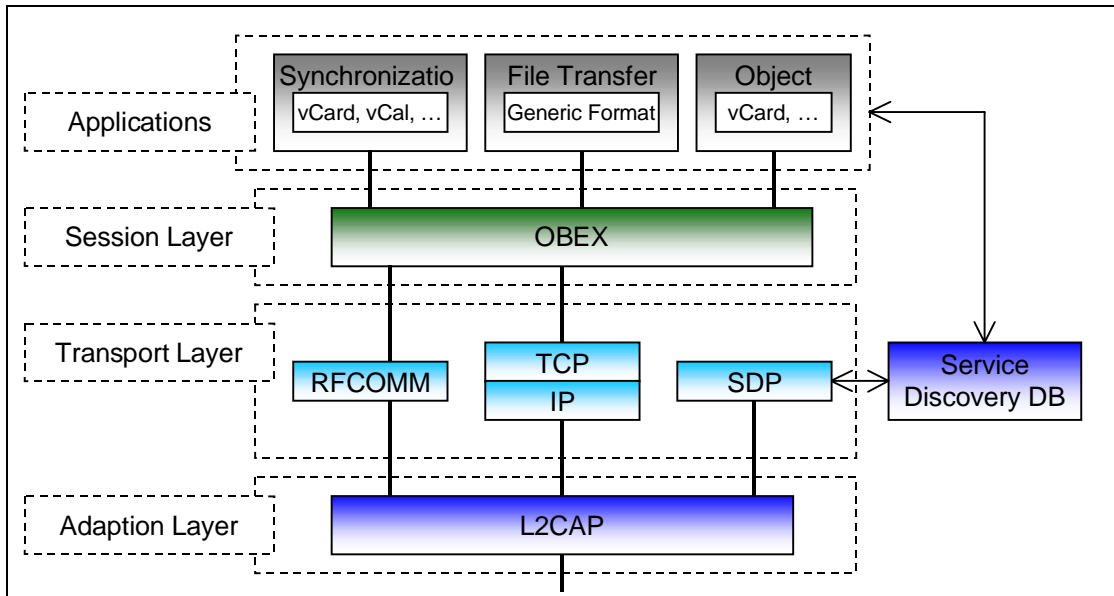 Synchronizatio
File Transfer
Object
vCard, vCal, …
Generic Format
vCard, …
Applications
Session Layer
OBEX
Transport Layer
RFCOMM
TCP
IP
SDP
Service
Discovery DB
Adaption Layer
L2CAP